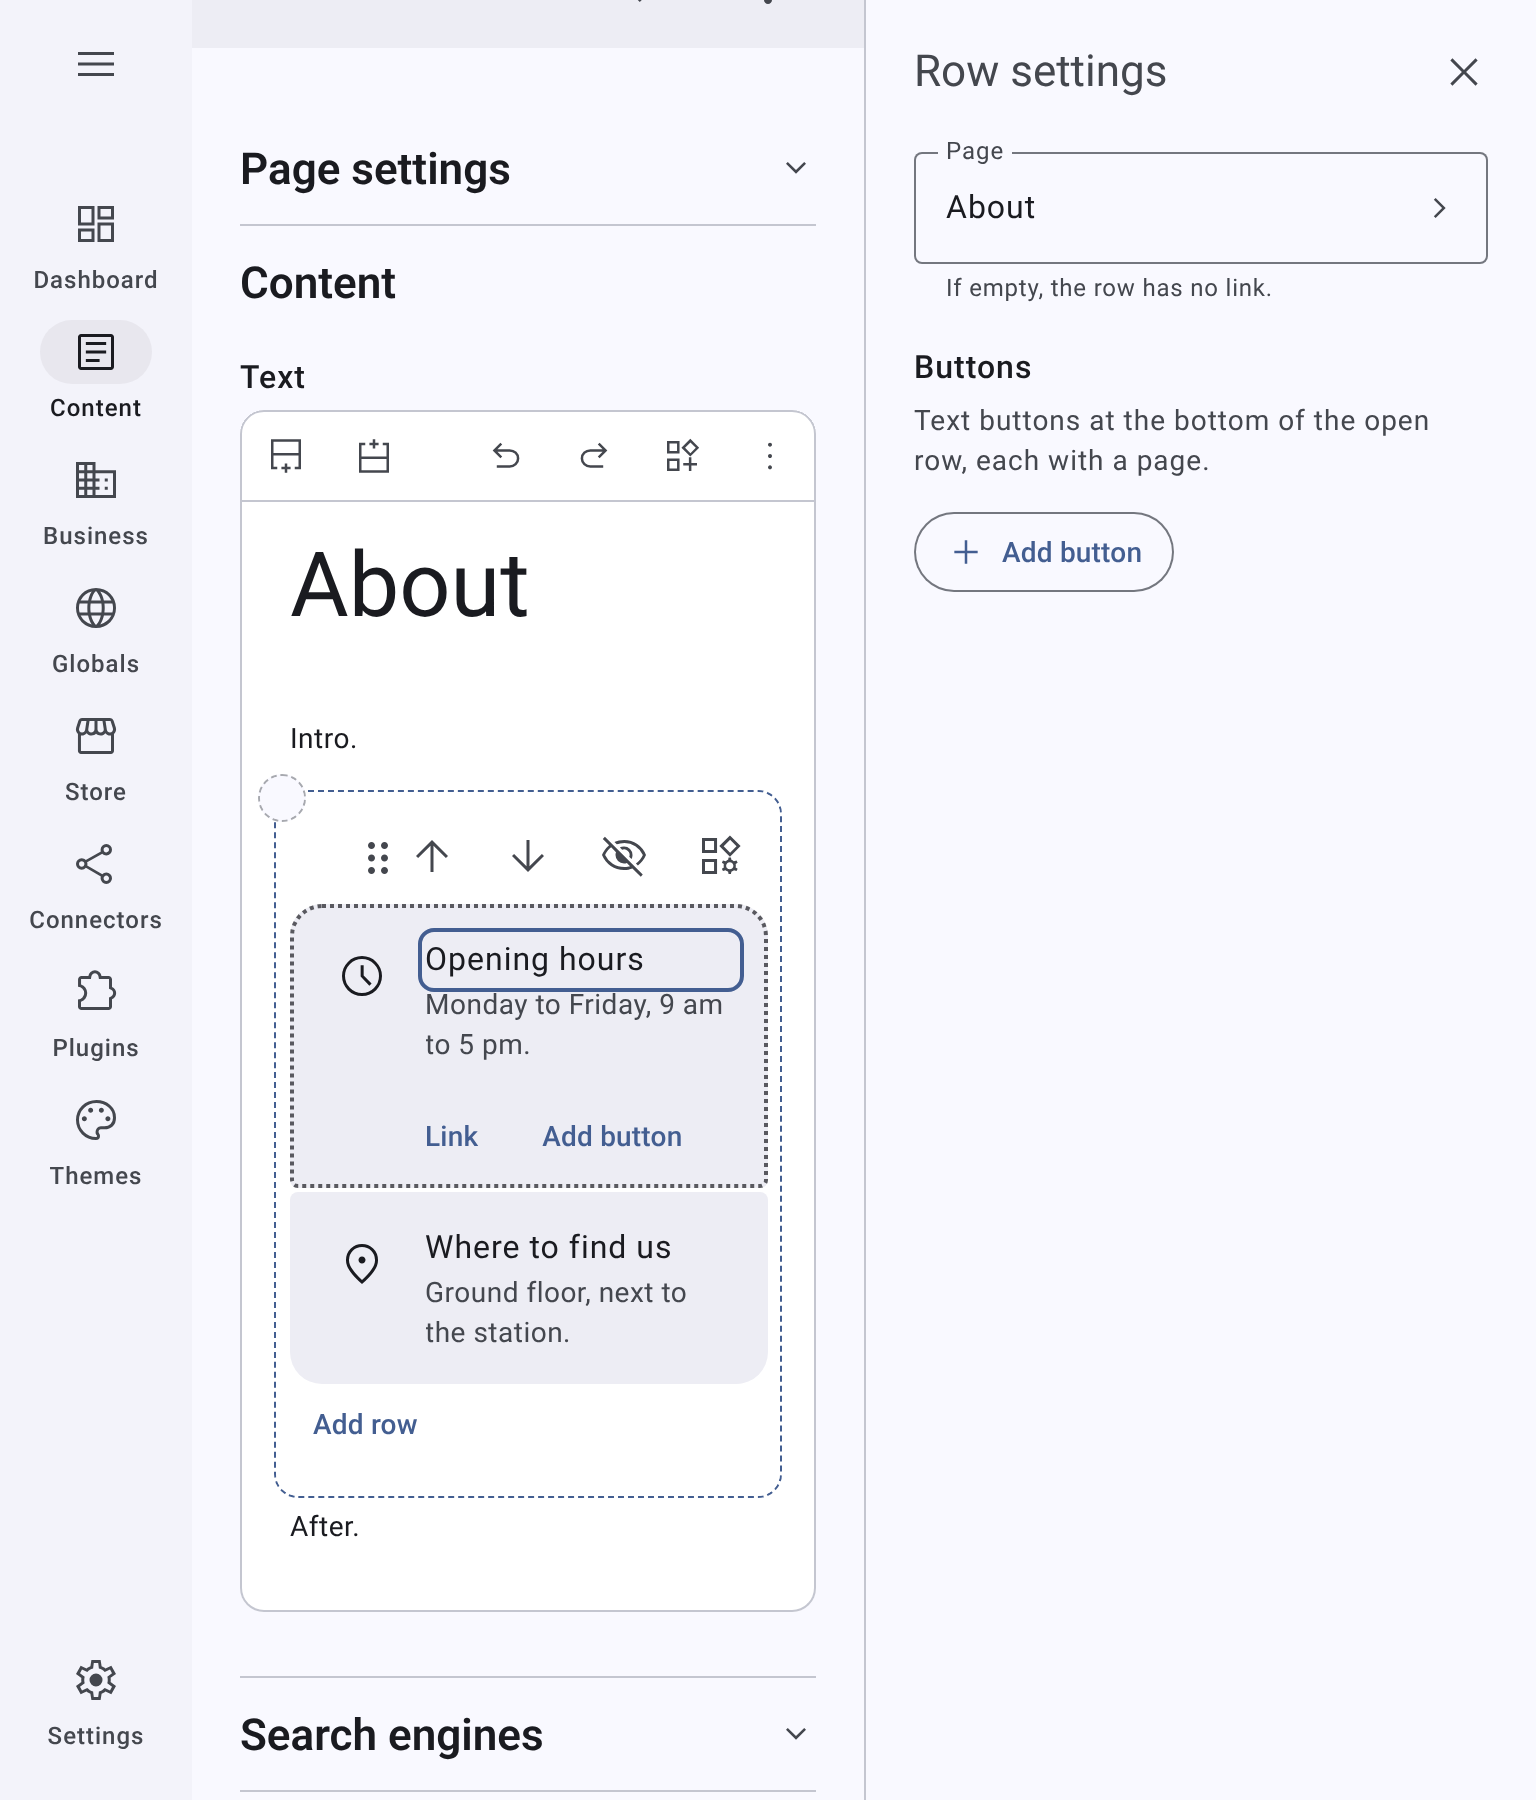 Dashboard
Content
Business
Globals
Store
Connectors
Plugins
Themes
Settings
Page settings
Content
Text
About
Intro.
Opening hours
Monday to Friday, 9 am
to 5 pm.
Link
Add button
Where to find us
Ground floor, next to
the station.
Add row
After.
Search engines
Row settings
Page
About
If empty, the row has no link.
Buttons
Text buttons at the bottom of the open
row, each with a page.
Add button